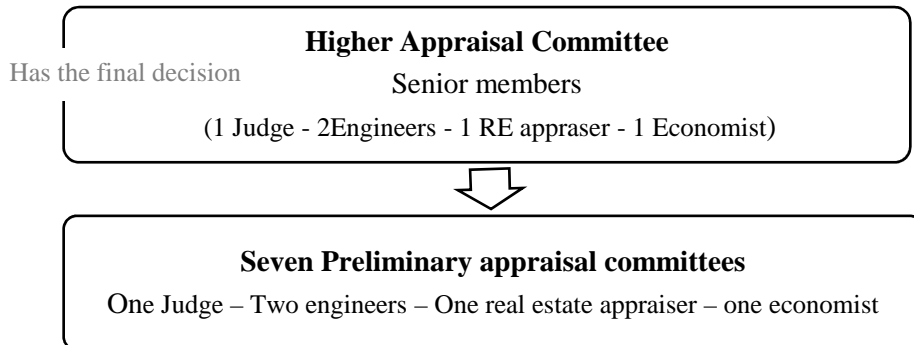 Higher Appraisal Committee
Has the final decision
Senior members
(1 Judge - 2Engineers - 1 RE appraser - 1 Economist)
Seven Preliminary appraisal committees
One Judge – Two engineers – One real estate appraiser – one economist